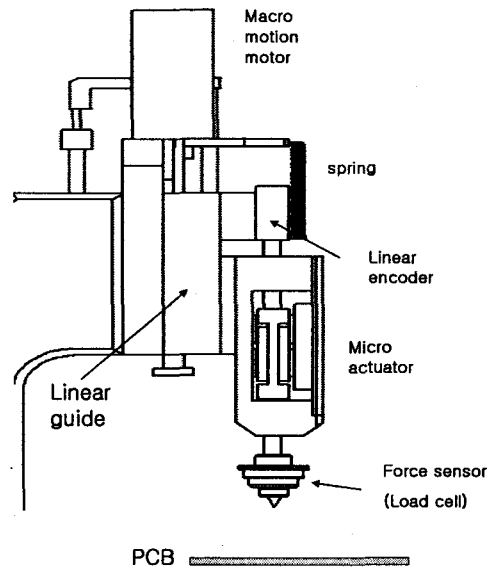 Macro
motion
motor
spring
Linear
encoder
Micro
actuator
Linear
guide
Force sensor
(Load cell)
PCB